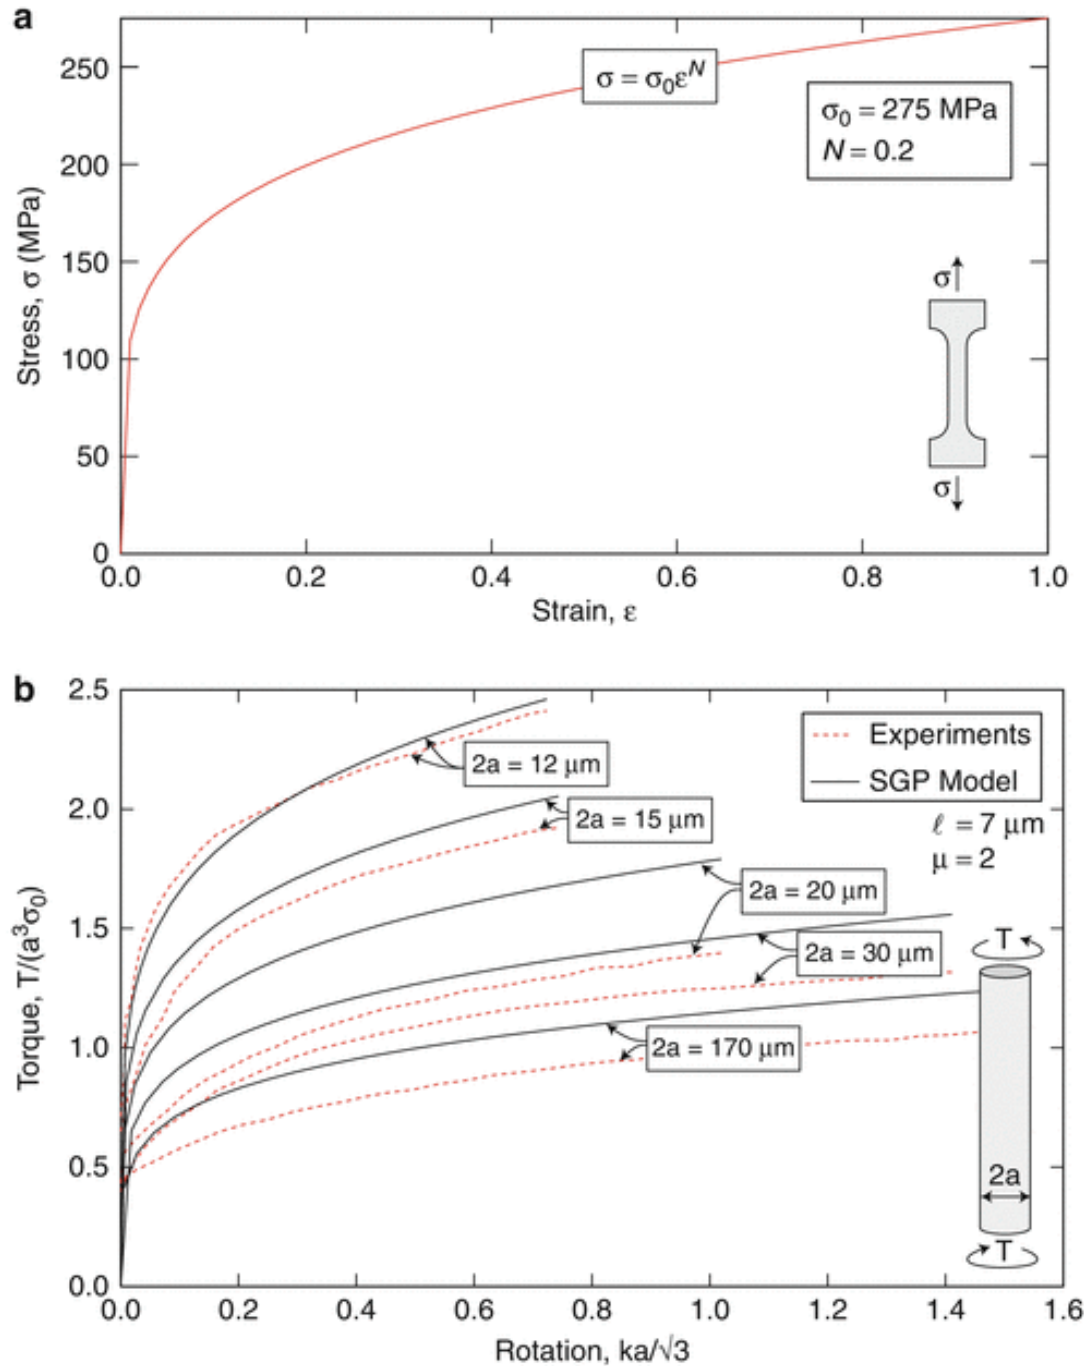 a
σ = σ₀εᴺ
σ₀ = 275 MPa
N = 0.2
250
200
150
100
50
0
Stress, σ (MPa)
σ
σ
0.0 0.2 0.4 0.6 0.8 1.0
Strain, ε
b
2.5
2.0
1.5
1.0
0.5
0.0
Torque, T/(a³σ₀)
Experiments
SGP Model
ℓ = 7 μm
μ = 2
2a = 12 μm
2a = 15 μm
2a = 20 μm
2a = 30 μm
2a = 170 μm
T
2a
T
0.0 0.2 0.4 0.6 0.8 1.0 1.2 1.4 1.6
Rotation, ka/√3